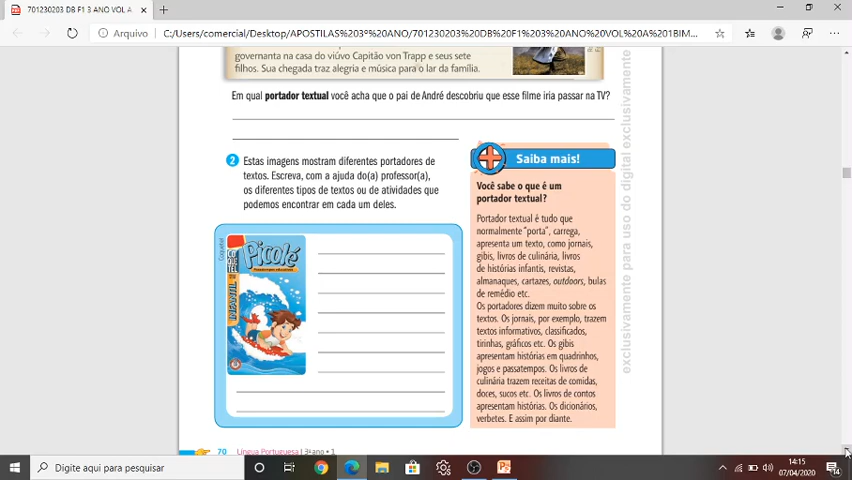 701230203 DB F1 3 ANO VOL A
Arquivo
C:/Users/comercial/Desktop/APOSTILAS%203º%20ANO/701230203%20DB%20F1%203%20ANO%20VOL%20A%201BIM...
governanta na casa do viúvo Capitão von Trapp e seus sete
filhos. Sua chegada traz alegria e música para o lar da família.
Em qual portador textual você acha que o pai de André descobriu que esse filme iria passar na TV?
2 Estas imagens mostram diferentes portadores de
textos. Escreva, com a ajuda do(a) professor(a),
os diferentes tipos de textos ou de atividades que
podemos encontrar em cada um deles.
Coquetel
CO
QUE
TEL
Picolé
INFANTIL
Saiba mais!
Você sabe o que é um
portador textual?
Portador textual é tudo que
normalmente "porta", carrega,
apresenta um texto, como jornais,
gibis, livros de culinária, livros
de histórias infantis, revistas,
almanaques, cartazes, outdoors, bulas
de remédio etc.
Os portadores dizem muito sobre os
textos. Os jornais, por exemplo, trazem
textos informativos, classificados,
tirinhas, gráficos etc. Os gibis
apresentam histórias em quadrinhos,
jogos e passatempos. Os livros de
culinária trazem receitas de comidas,
doces, sucos etc. Os livros de contos
apresentam histórias. Os dicionários,
verbetes. E assim por diante.
exclusivamente para uso do digital exclusivamente
70 Língua Portuguesa | 3º ano • 1
Digite aqui para pesquisar
14:15
07/04/2020
14